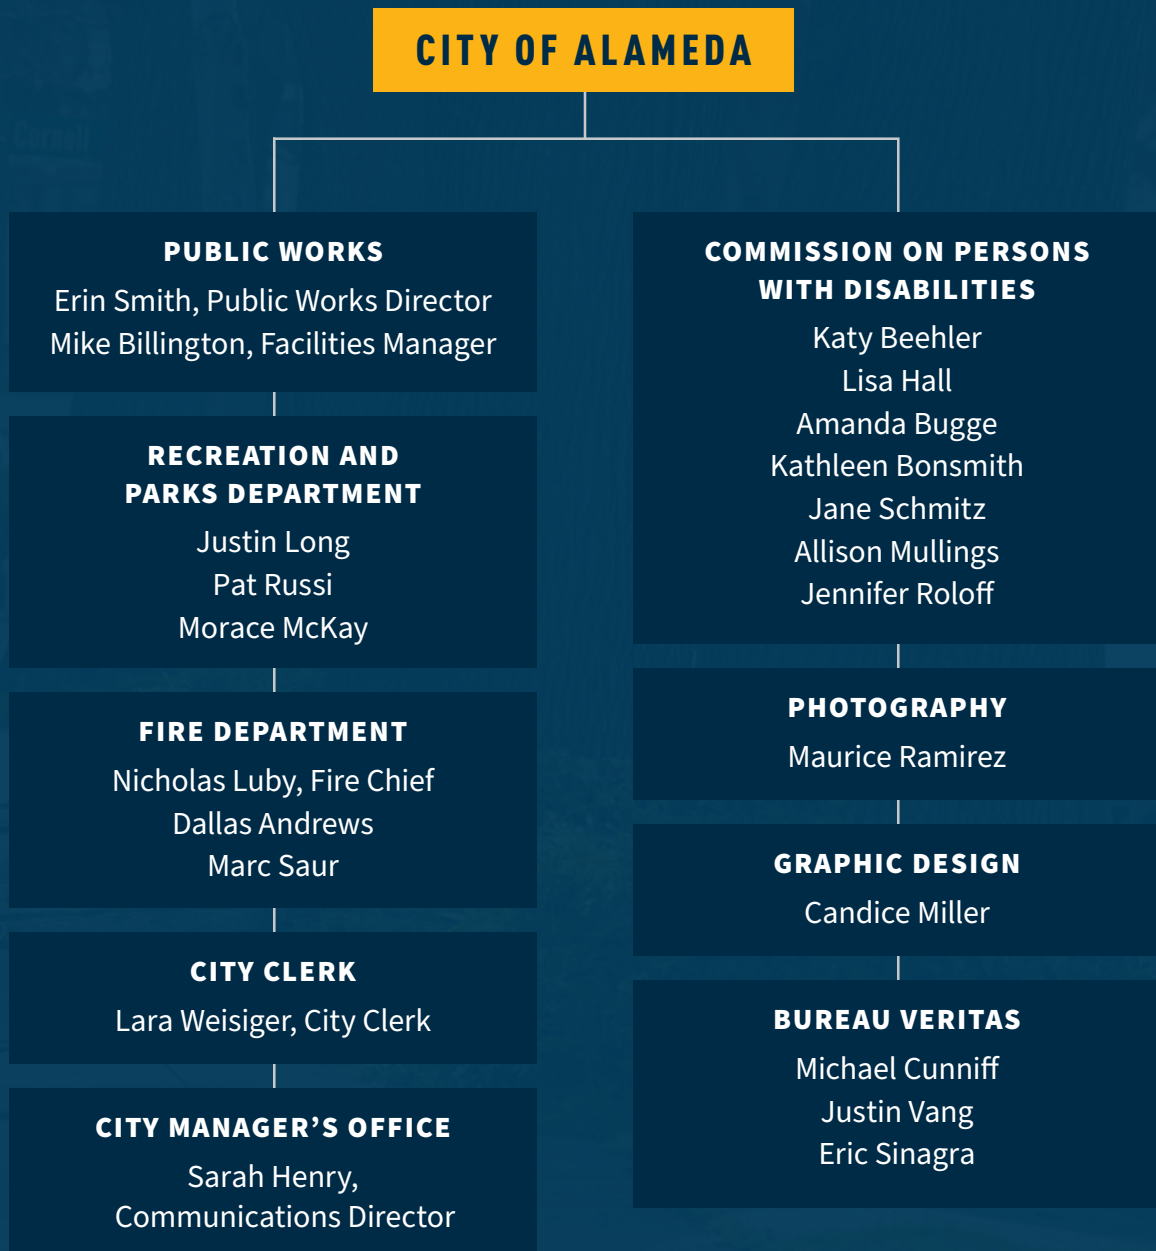 CITY OF ALAMEDA
PUBLIC WORKS
Erin Smith, Public Works Director
Mike Billington, Facilities Manager
RECREATION AND
PARKS DEPARTMENT
Justin Long
Pat Russi
Morace McKay
FIRE DEPARTMENT
Nicholas Luby, Fire Chief
Dallas Andrews
Marc Saur
CITY CLERK
Lara Weisiger, City Clerk
CITY MANAGER’S OFFICE
Sarah Henry,
Communications Director
COMMISSION ON PERSONS
WITH DISABILITIES
Katy Beehler
Lisa Hall
Amanda Bugge
Kathleen Bonsmith
Jane Schmitz
Allison Mullings
Jennifer Roloff
PHOTOGRAPHY
Maurice Ramirez
GRAPHIC DESIGN
Candice Miller
BUREAU VERITAS
Michael Cunniff
Justin Vang
Eric Sinagra